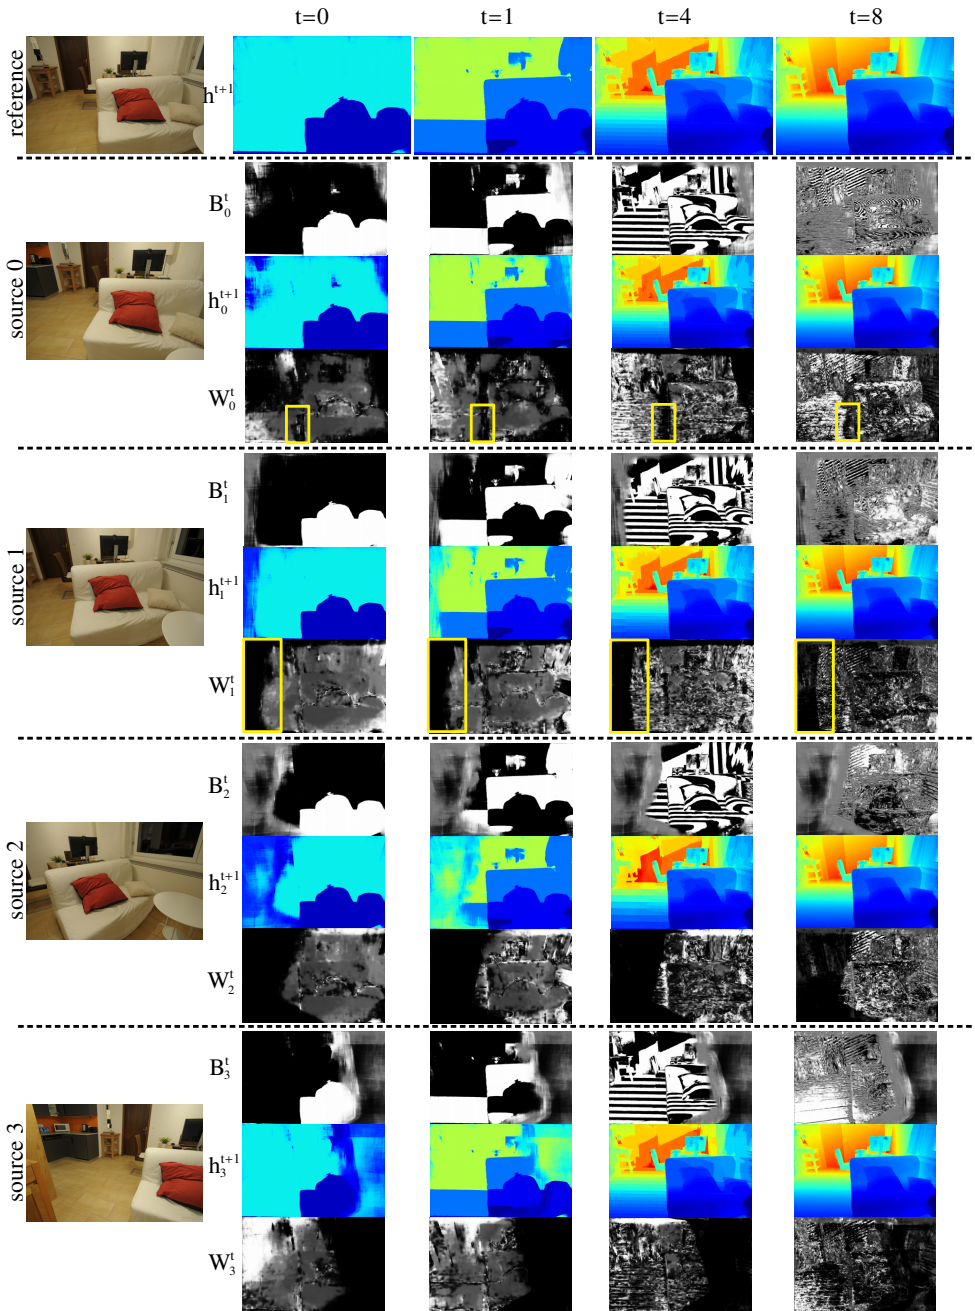 t=0 t=1 t=4 t=8
reference
h^{t+1}
source 0
B_0^t
h_0^{t+1}
W_0^t
source 1
B_1^t
h_1^{t+1}
W_1^t
source 2
B_2^t
h_2^{t+1}
W_2^t
source 3
B_3^t
h_3^{t+1}
W_3^t